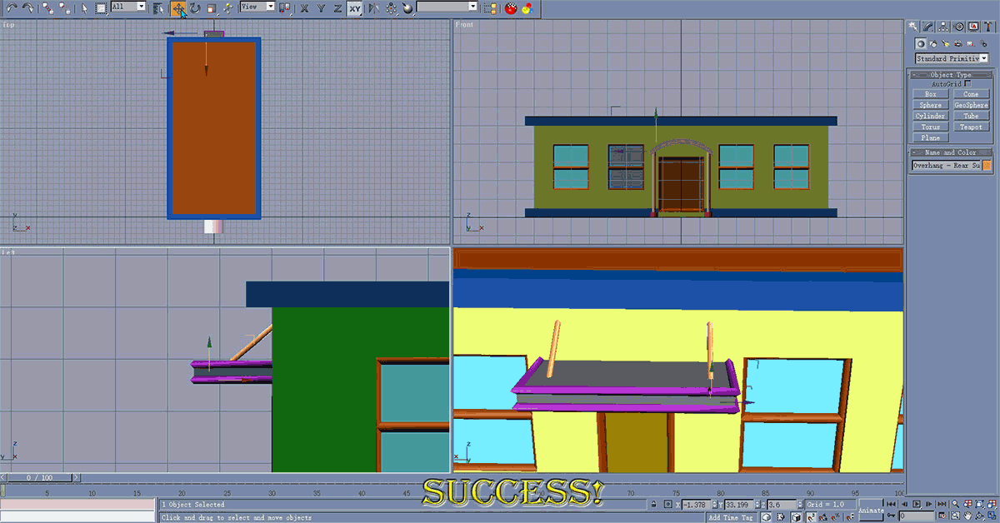 All
View
X Y Z XY
Top
Front
Left
Standard Primitiv
Object Type
AutoGrid
Box Cone
Sphere GeoSphere
Cylinder Tube
Torus Teapot
Plane
Name and Color
Overhang - Rear Su
0 / 100
5 10 15 20 25 30 35 40 45 60 65 70 75 80 85 90 95 100
SUCCESS!
1 Object Selected
X -1.378 Y 33.199 Z 3.6 Grid = 1.0
Animate
Click and drag to select and move objects
Add Time Tag
0